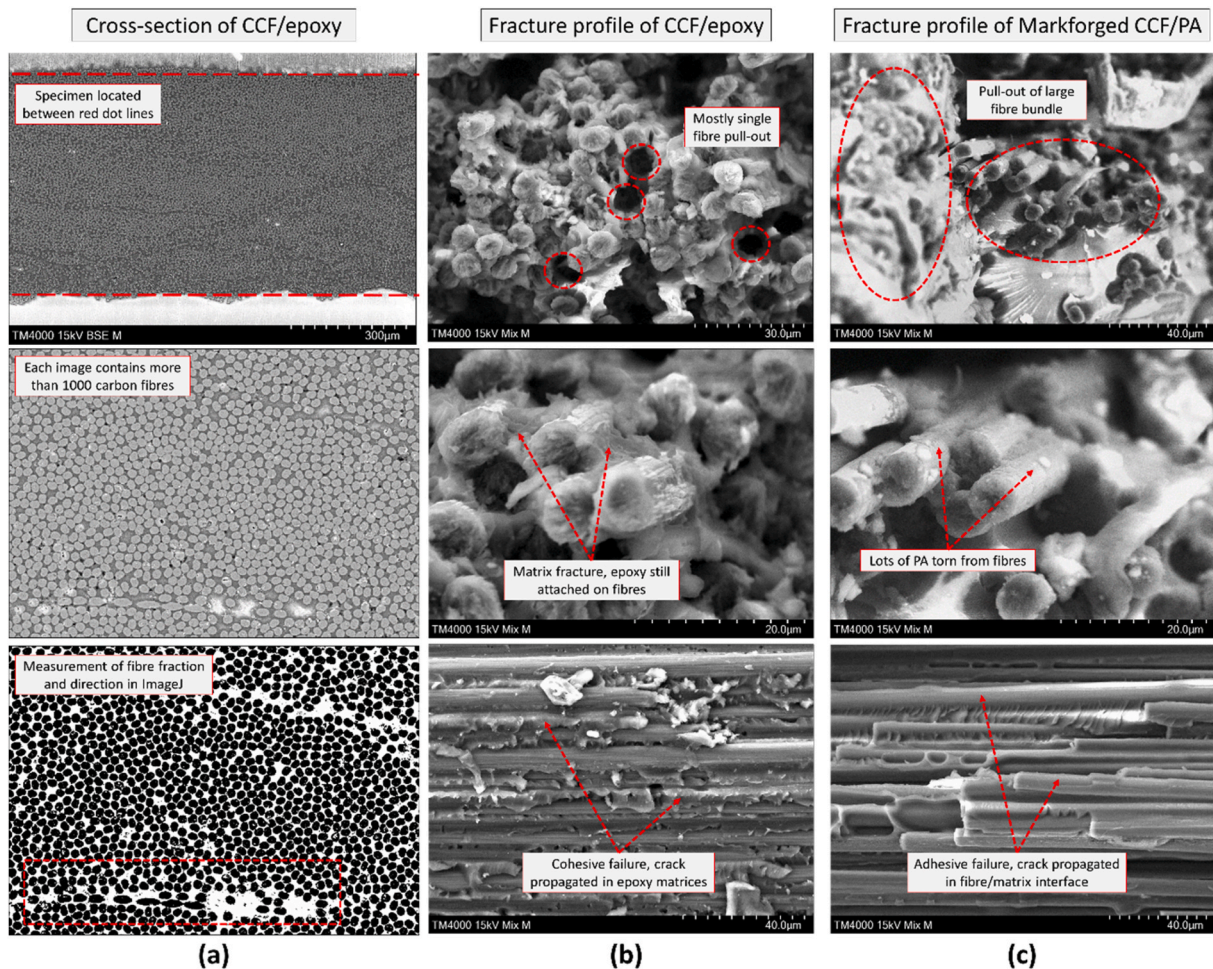 Cross-section of CCF/epoxy
Fracture profile of CCF/epoxy
Fracture profile of Markforged CCF/PA
Specimen located
between red dot lines
TM4000 15kV BSE M
300µm
Mostly single
fibre pull-out
TM4000 15kV Mix M
30.0µm
Pull-out of large
fibre bundle
TM4000 15kV Mix M
40.0µm
Each image contains more
than 1000 carbon fibres
Matrix fracture, epoxy still
attached on fibres
TM4000 15kV Mix M
20.0µm
Lots of PA torn from fibres
TM4000 15kV Mix M
20.0µm
Measurement of fibre fraction
and direction in ImageJ
Cohesive failure, crack
propagated in epoxy matrices
TM4000 15kV Mix M
40.0µm
Adhesive failure, crack propagated
in fibre/matrix interface
TM4000 15kV Mix M
40.0µm
(a)
(b)
(c)